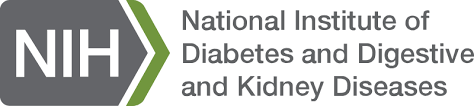 NIH
National Institute of
Diabetes and Digestive
and Kidney Diseases